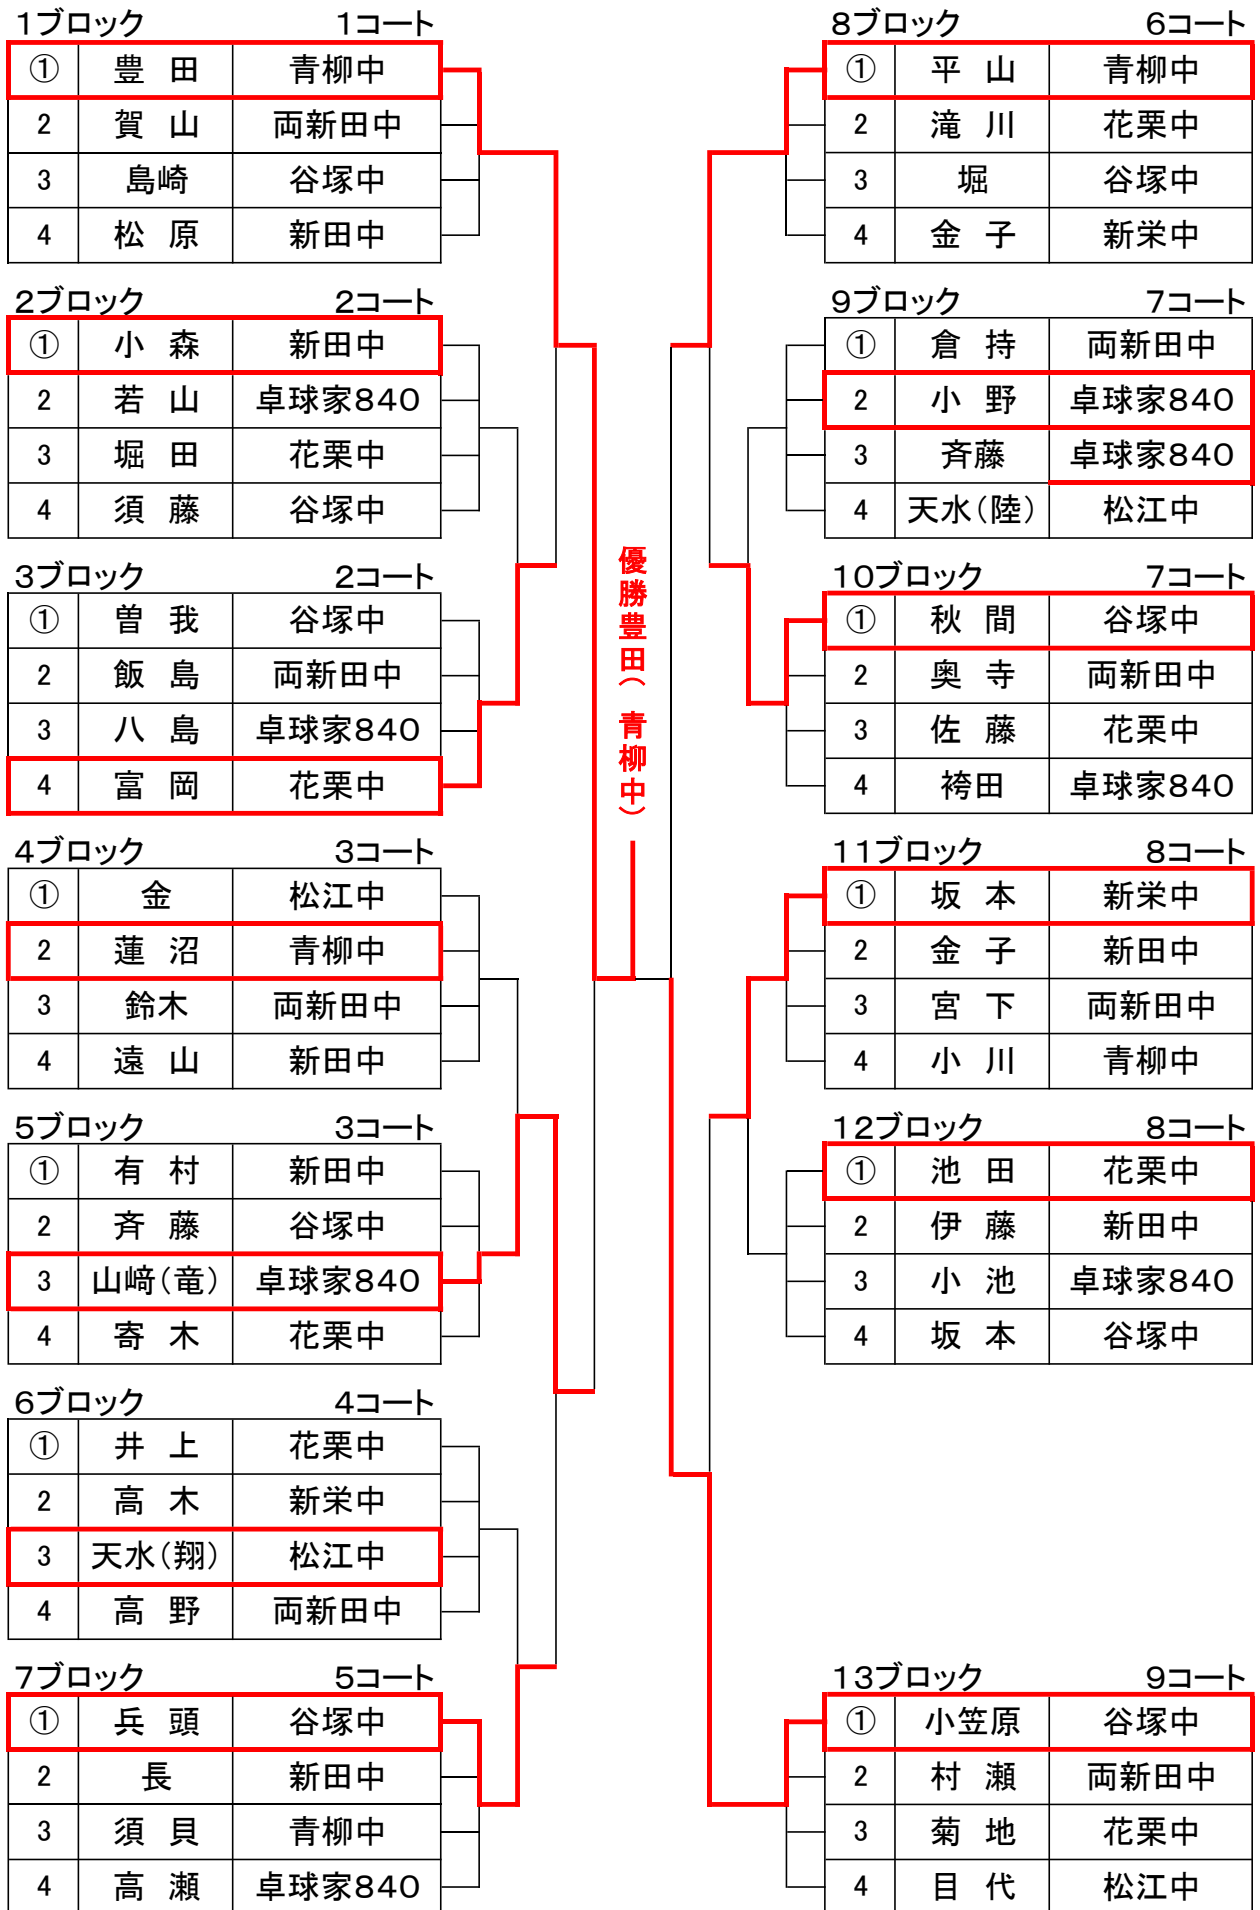 1ブロック 1コート
① 豊 田 青柳中
2 賀 山 両新田中
3 島崎 谷塚中
4 松 原 新田中
2ブロック 2コート
① 小 森 新田中
2 若 山 卓球家840
3 堀 田 花栗中
4 須 藤 谷塚中
3ブロック 2コート
① 曽 我 谷塚中
2 飯 島 両新田中
3 八 島 卓球家840
4 富 岡 花栗中
4ブロック 3コート
① 金 松江中
2 蓮 沼 青柳中
3 鈴木 両新田中
4 遠 山 新田中
5ブロック 3コート
① 有 村 新田中
2 斉 藤 谷塚中
3 山﨑(竜) 卓球家840
4 寄 木 花栗中
6ブロック 4コート
① 井 上 花栗中
2 高 木 新栄中
3 天水(翔) 松江中
4 高 野 両新田中
7ブロック 5コート
① 兵 頭 谷塚中
2 長 新田中
3 須 貝 青柳中
4 高 瀬 卓球家840
優勝豊田(青柳中)
8ブロック 6コート
① 平 山 青柳中
2 滝 川 花栗中
3 堀 谷塚中
4 金 子 新栄中
9ブロック 7コート
① 倉 持 両新田中
2 小 野 卓球家840
3 斉藤 卓球家840
4 天水(陸) 松江中
10ブロック 7コート
① 秋 間 谷塚中
2 奥 寺 両新田中
3 佐 藤 花栗中
4 袴田 卓球家840
11ブロック 8コート
① 坂 本 新栄中
2 金 子 新田中
3 宮 下 両新田中
4 小 川 青柳中
12ブロック 8コート
① 池 田 花栗中
2 伊 藤 新田中
3 小 池 卓球家840
4 坂 本 谷塚中
13ブロック 9コート
① 小笠原 谷塚中
2 村 瀬 両新田中
3 菊 地 花栗中
4 目 代 松江中